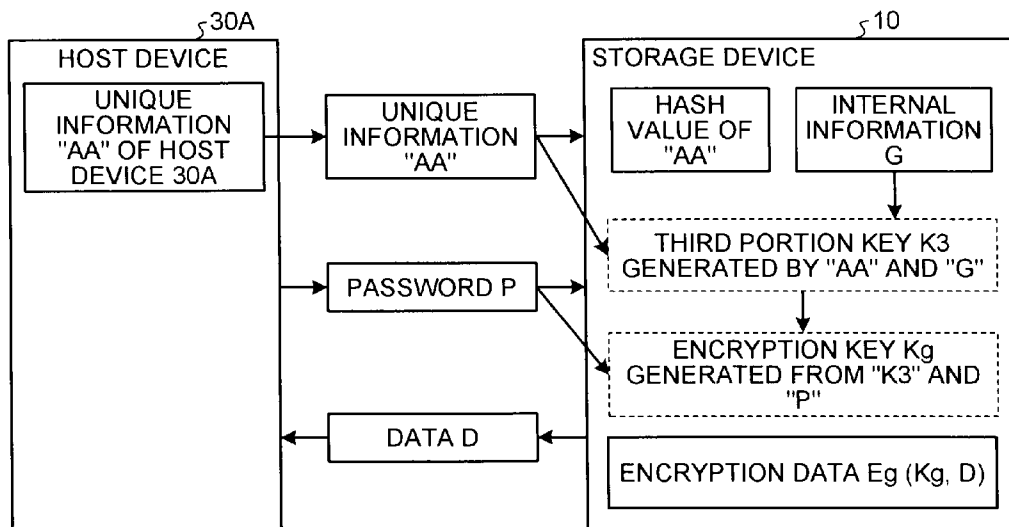 30A
10
HOST DEVICE
UNIQUE
INFORMATION
"AA" OF HOST
DEVICE 30A
UNIQUE
INFORMATION
"AA"
STORAGE DEVICE
HASH
VALUE OF
"AA"
INTERNAL
INFORMATION
G
THIRD PORTION KEY K3
GENERATED BY "AA" AND "G"
PASSWORD P
ENCRYPTION KEY Kg
GENERATED FROM "K3" AND
"P"
DATA D
ENCRYPTION DATA Eg (Kg, D)